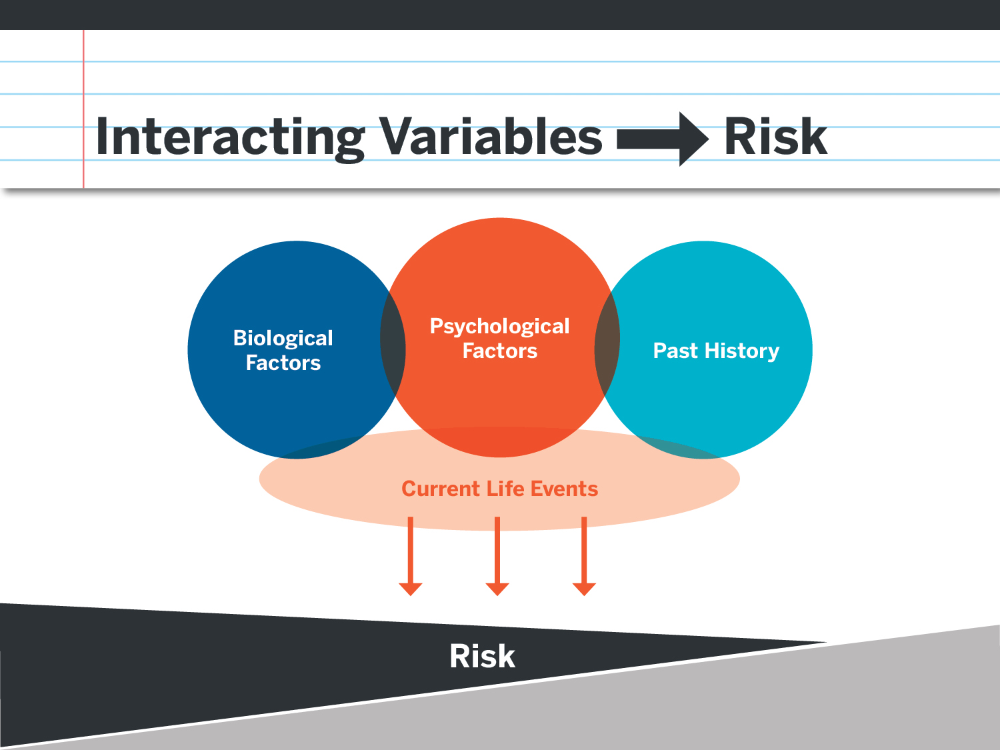 Interacting Variables Risk
Biological
Factors
Psychological
Factors
Past History
Current Life Events
Risk